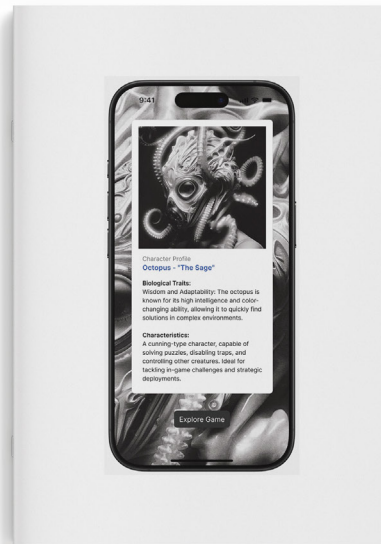 9:41
Character Profile
Octopus - "The Sage"
Biological Traits:
Wisdom and Adaptability: The octopus is
known for its high intelligence and color-
changing ability, allowing it to quickly find
solutions in complex environments.
Characteristics:
A cunning-type character, capable of
solving puzzles, disabling traps, and
controlling other creatures. Ideal for
tackling in-game challenges and strategic
deployments.
Explore Game